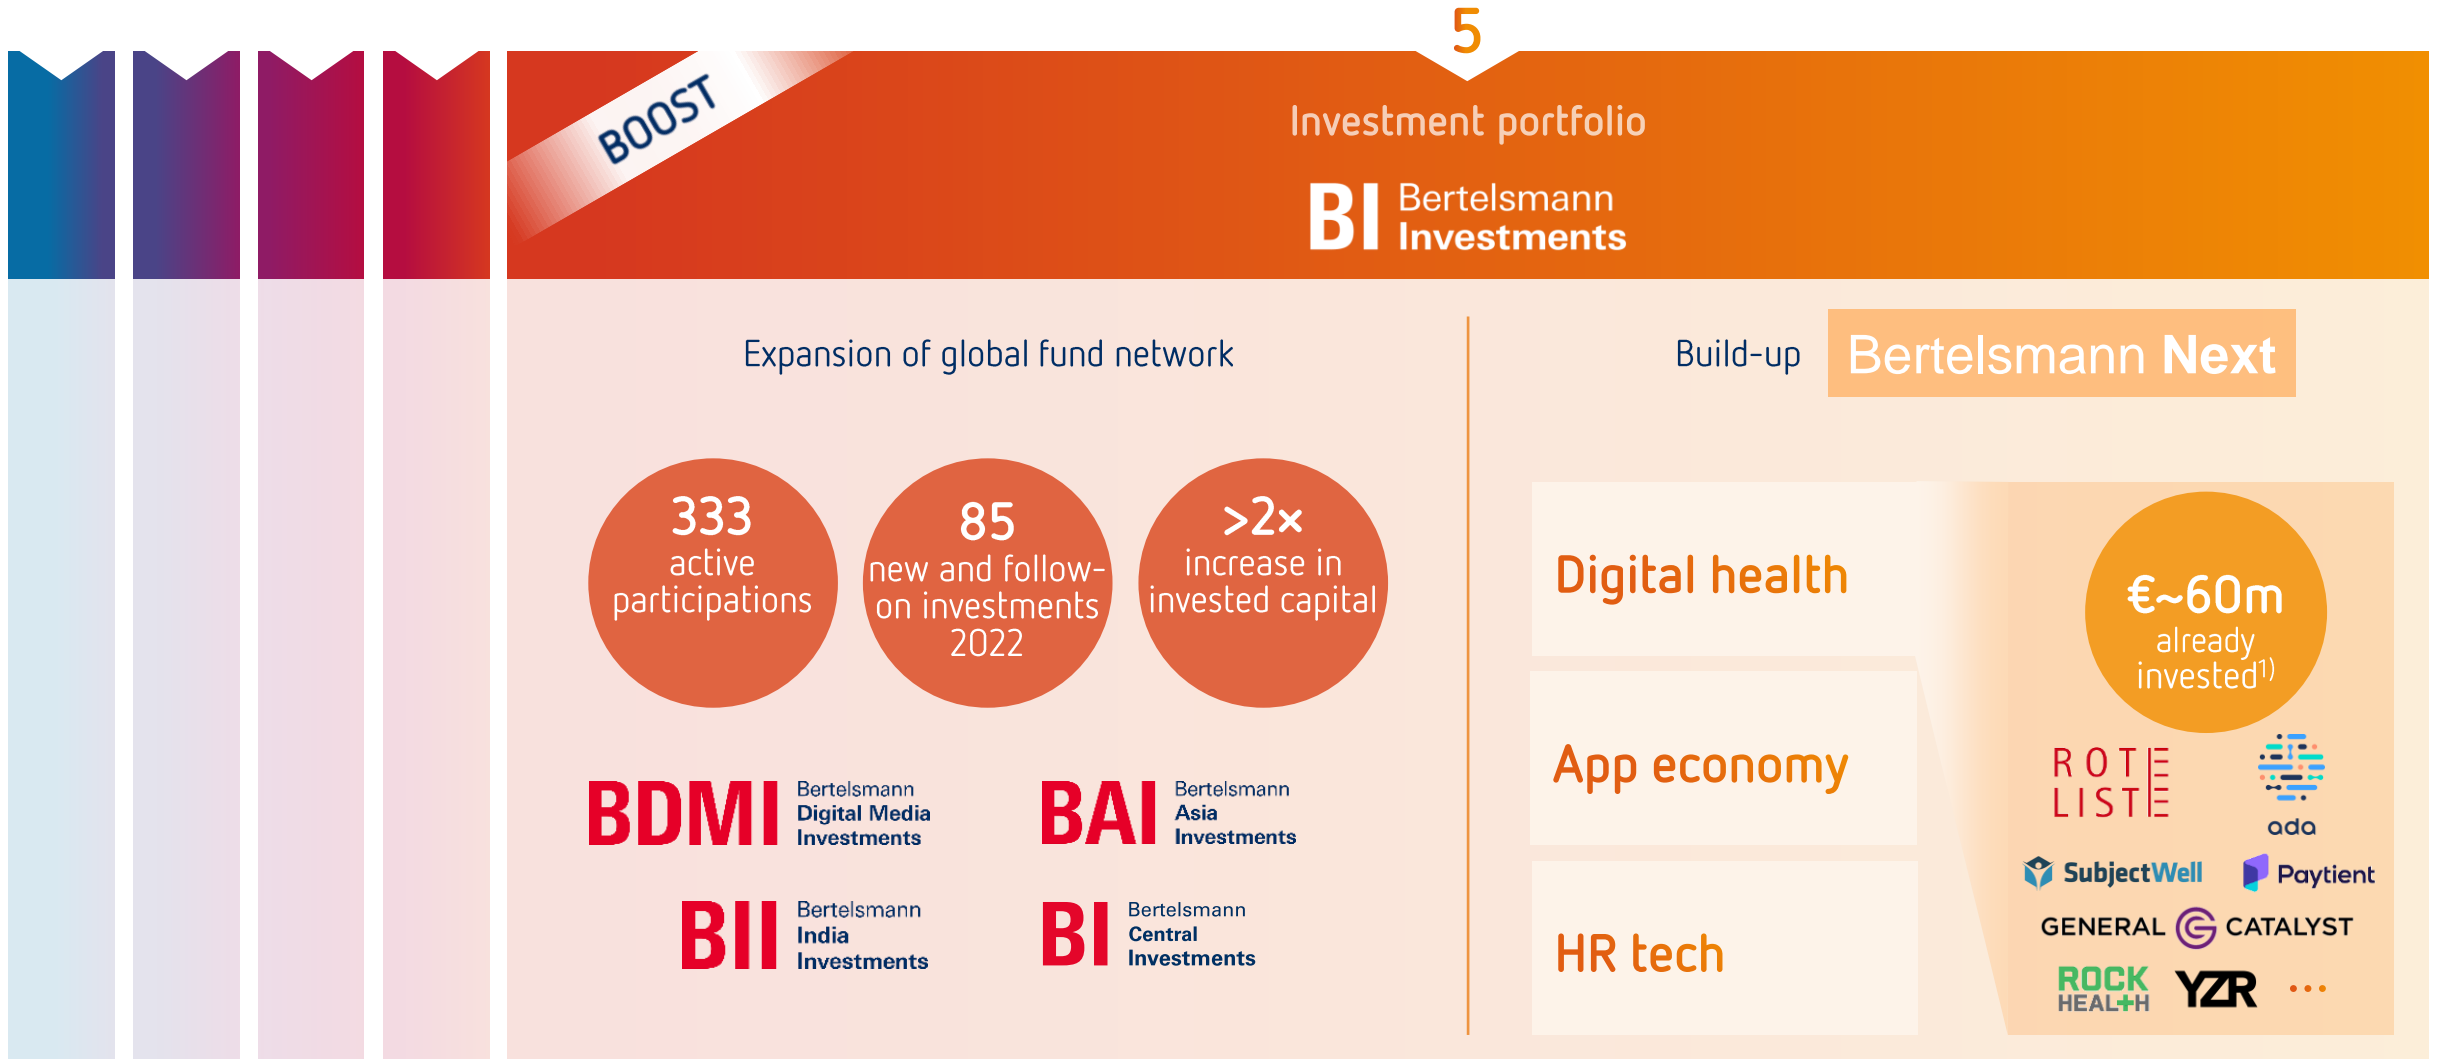 5
BOOST
Investment portfolio
BI Bertelsmann
Investments
Expansion of global fund network
333
active
participations
85
new and follow-
on investments
2022
>2×
increase in
invested capital
BDMI Bertelsmann
Digital Media
Investments
BAI Bertelsmann
Asia
Investments
BII Bertelsmann
India
Investments
BI Bertelsmann
Central
Investments
Build-up Bertelsmann Next
Digital health
App economy
HR tech
€~60m
already
invested1)
ROTE
LISTE
ada
SubjectWell
Paytient
GENERAL CATALYST
ROCK
HEALTH
YZR
...